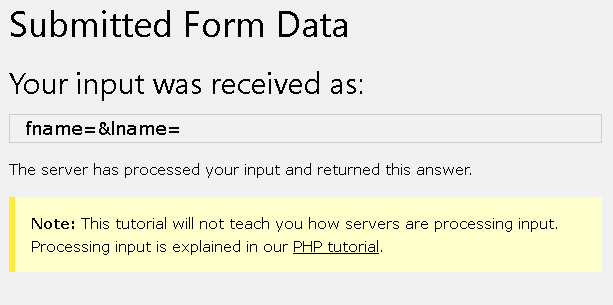 Submitted Form Data
Your input was received as:
fname=&lname=
The server has processed your input and returned this answer.
Note: This tutorial will not teach you how servers are processing input.
Processing input is explained in our PHP tutorial.